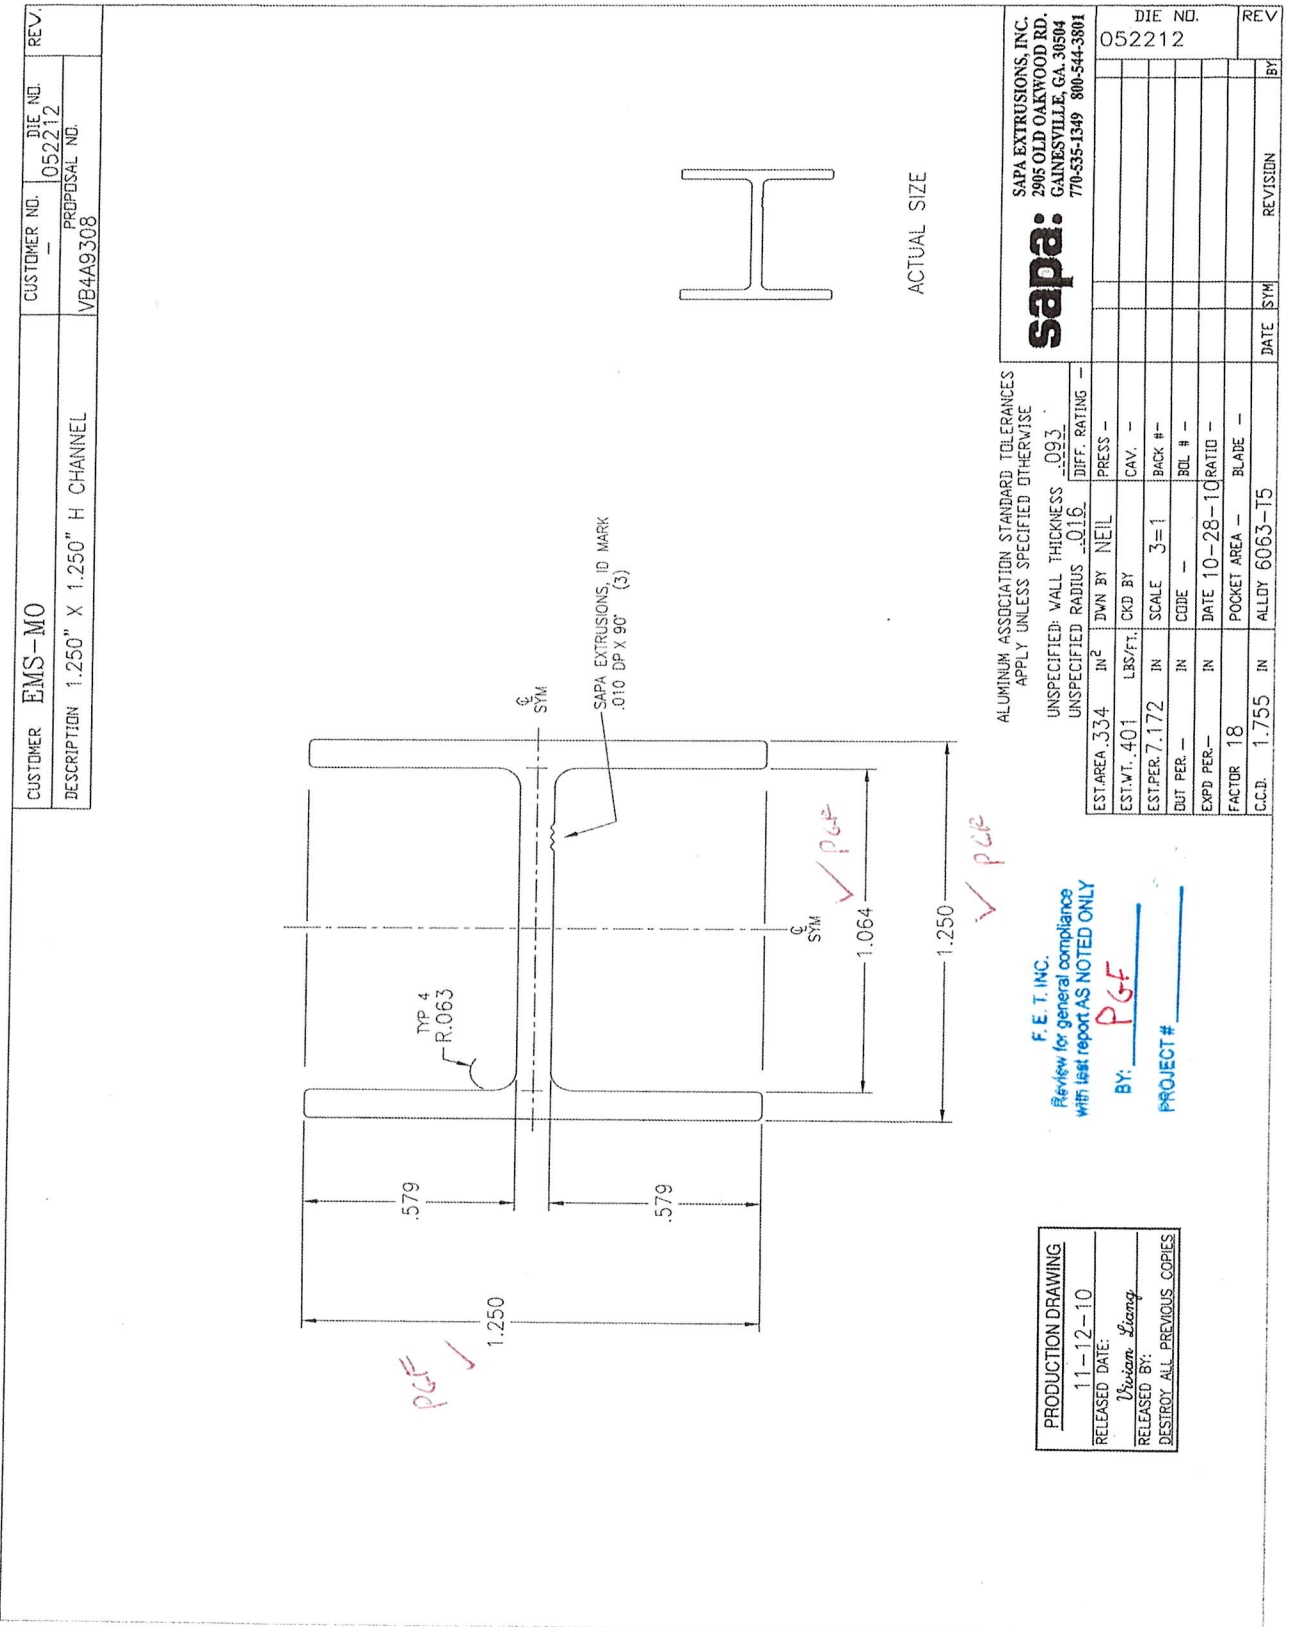 CUSTOMER EMS-MO
CUSTOMER NO.
-
DIE NO.
052212
REV.
DESCRIPTION 1.250" X 1.250" H CHANNEL
PROPOSAL NO.
VB4A9308
TYP 4
R.063
℄
SYM
SAPA EXTRUSIONS, ID MARK
.010 DP X 90° (3)
℄
SYM
.579
.579
1.250
PGF ✓
1.064
✓ PGF
1.250
✓ PGF
ACTUAL SIZE
PRODUCTION DRAWING
11-12-10
RELEASED DATE:
Vivian Liang
RELEASED BY:
DESTROY ALL PREVIOUS COPIES
F. E. T. INC.
Review for general compliance
with test report AS NOTED ONLY
BY: PGF
PROJECT #
ALUMINUM ASSOCIATION STANDARD TOLERANCES
APPLY UNLESS SPECIFIED OTHERWISE
UNSPECIFIED: WALL THICKNESS .093
UNSPECIFIED RADIUS .016
DIFF. RATING -
sapa:
SAPA EXTRUSIONS, INC.
2905 OLD OAKWOOD RD.
GAINESVILLE, GA. 30504
770-535-1349 800-544-3801
EST.AREA .334 IN² DWN BY NEIL PRESS -
EST.WT. .401 LBS/FT. CKD BY CAV. -
EST.PER. 7.172 IN SCALE 3=1 BACK #-
OUT PER. - IN CODE - BOL # -
EXPD PER. - IN DATE 10-28-10 RATIO -
FACTOR 18 POCKET AREA - BLADE -
C.C.D. 1.755 IN ALLOY 6063-T5
DATE SYM REVISION BY
DIE NO.
052212
REV